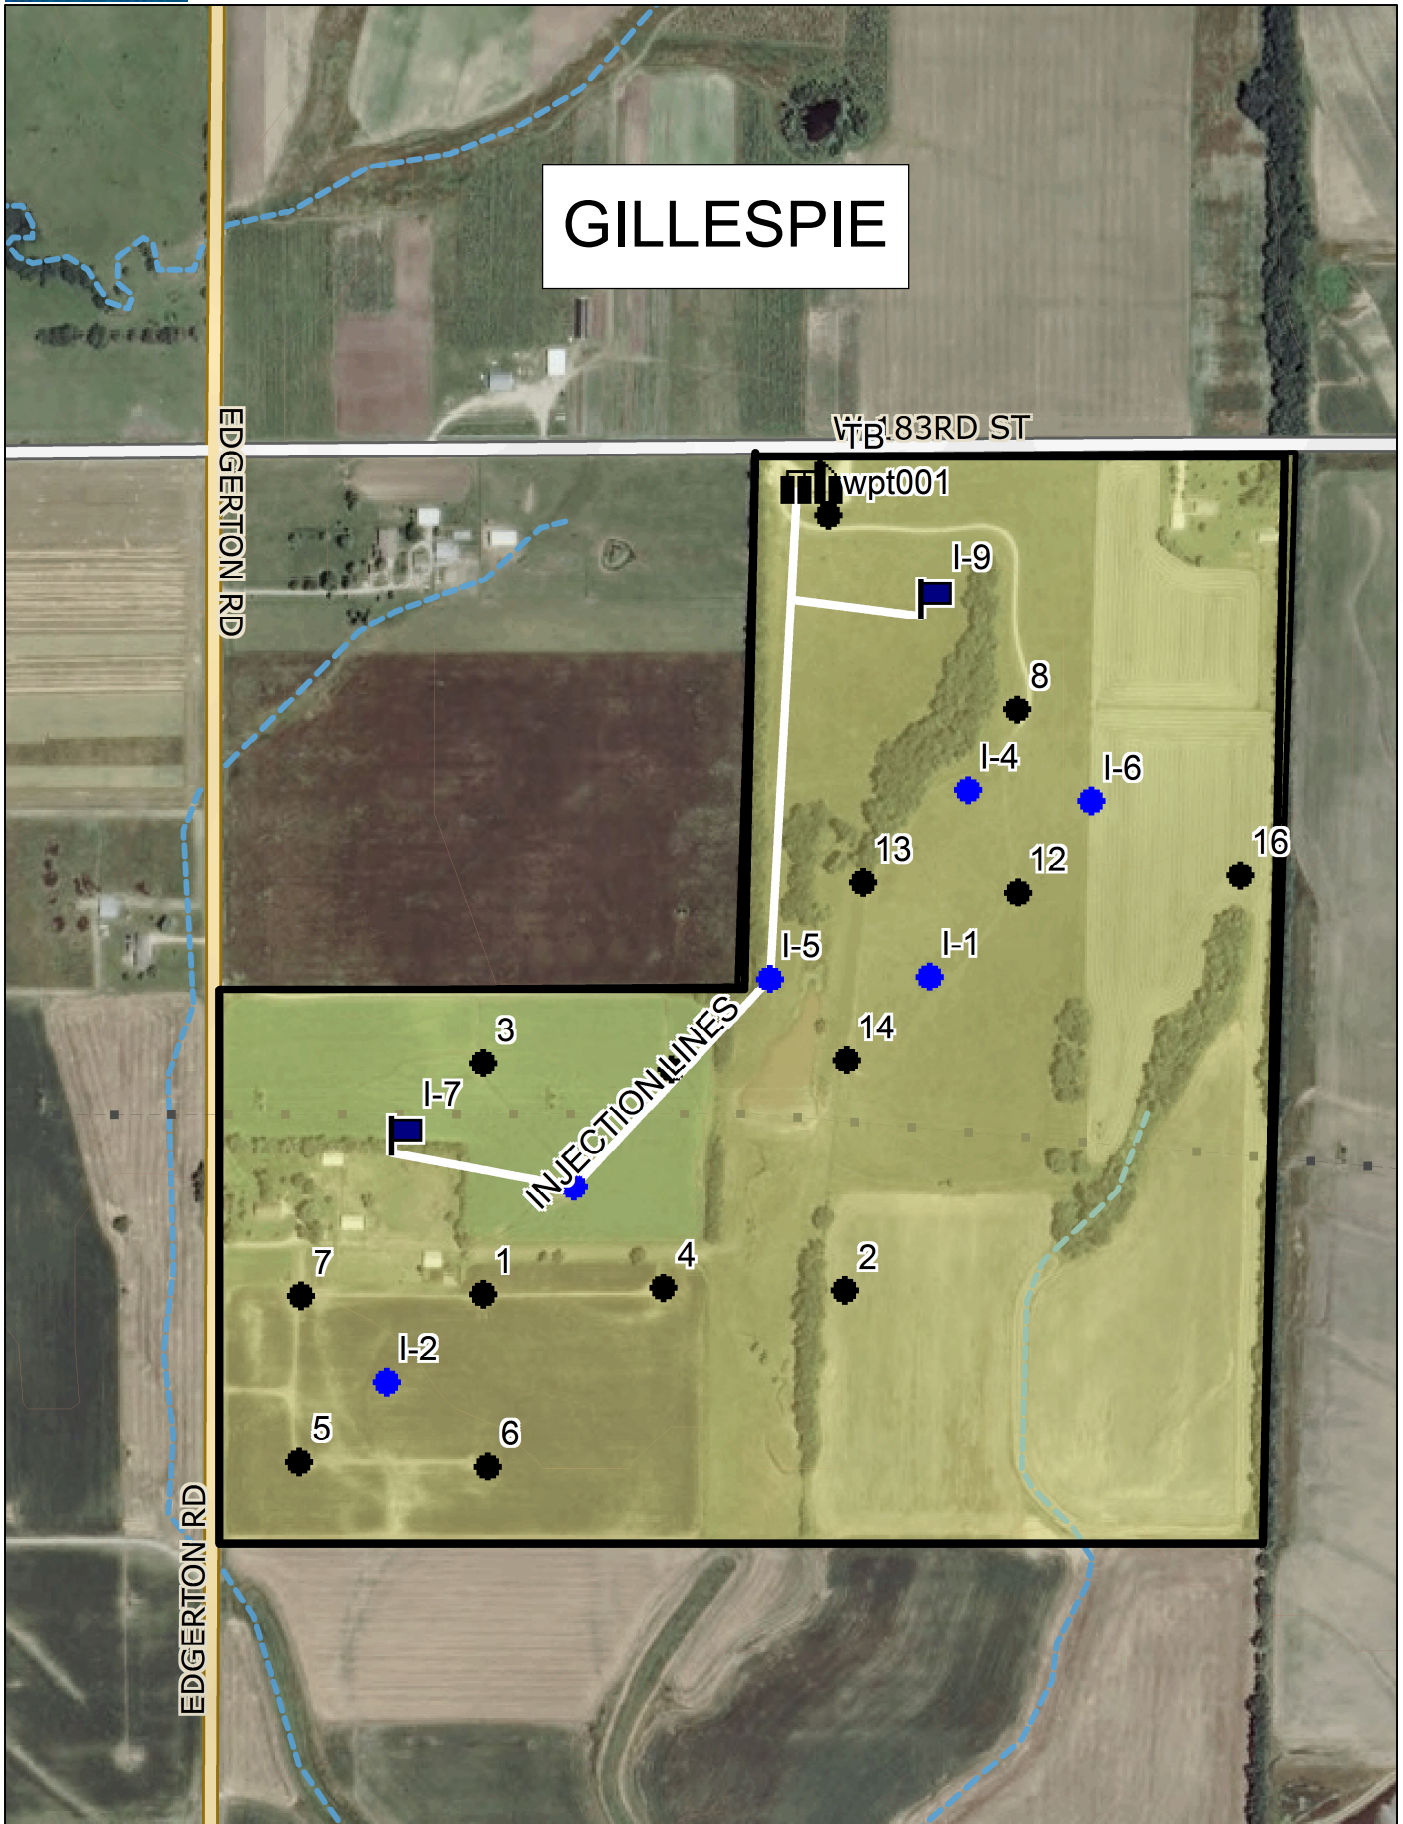 GILLESPIE
EDGERTON RD
W 183RD ST
TB
wpt001
I-9
8
I-4
I-6
13
12
16
I-5
I-1
3
14
INJECTION LINES
I-7
7
1
4
2
I-2
5
6
EDGERTON RD